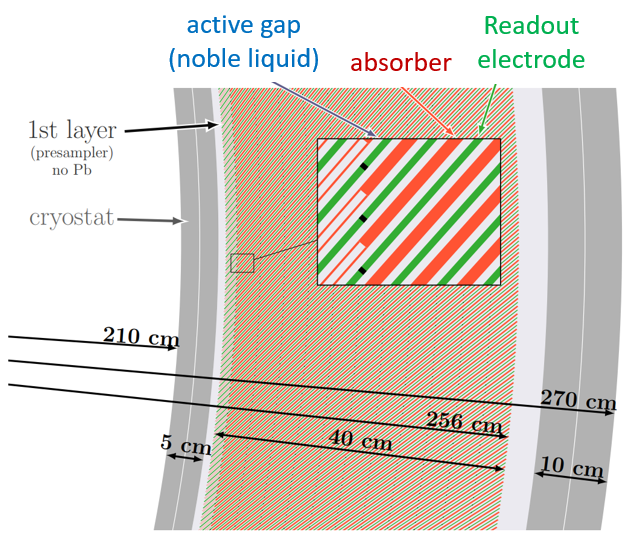 active gap
(noble liquid)
absorber
Readout
electrode
1st layer
(presampler)
no Pb
cryostat
210 cm
270 cm
256 cm
40 cm
5 cm
10 cm